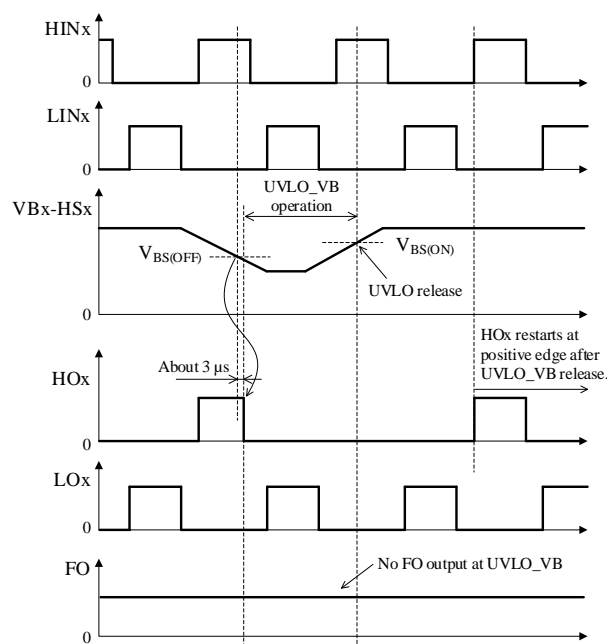 HINx
0
LINx
0
UVLO_VB
operation
VBx-HSx
VBS(OFF)
VBS(ON)
UVLO release
0
HOx restarts at
positive edge after
UVLO_VB release.
About 3 µs
HOx
0
LOx
0
No FO output at UVLO_VB
FO
0